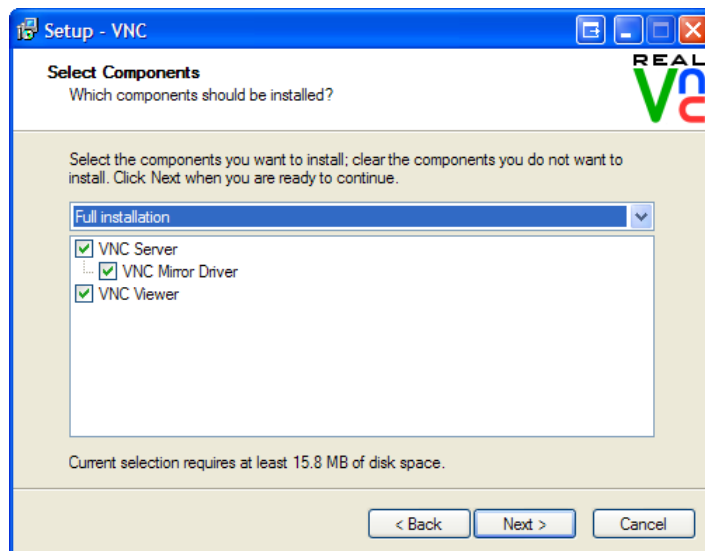 Setup - VNC
Select Components
Which components should be installed?
REAL
Vnc
Select the components you want to install; clear the components you do not want to
install. Click Next when you are ready to continue.
Full installation
VNC Server
VNC Mirror Driver
VNC Viewer
Current selection requires at least 15.8 MB of disk space.
< Back
Next >
Cancel